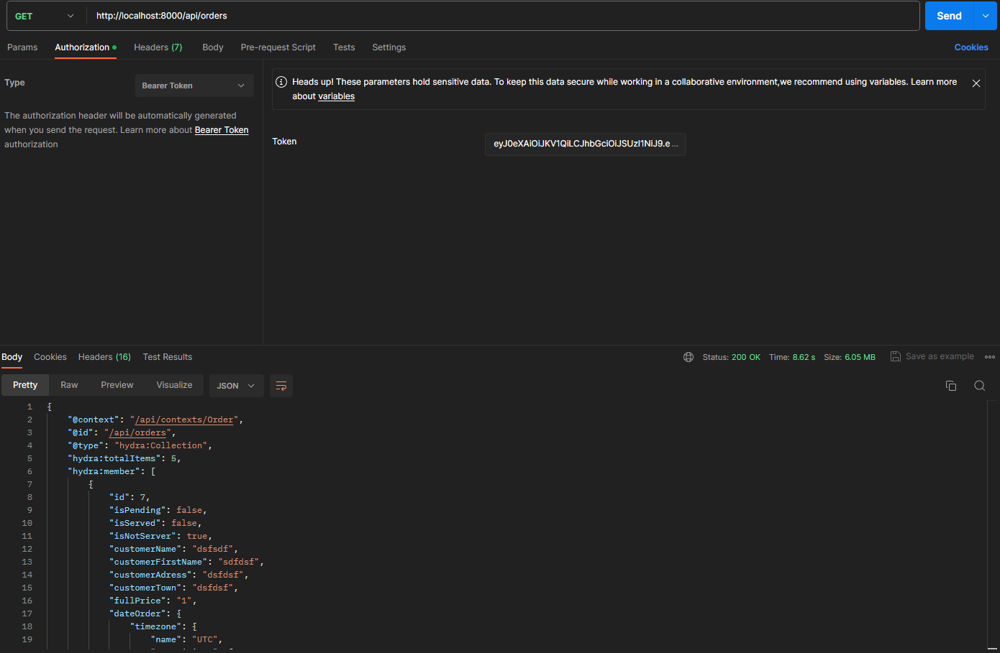 GET http://localhost:8000/api/orders Send
Params Authorization Headers (7) Body Pre-request Script Tests Settings Cookies
Type Bearer Token
The authorization header will be automatically generated
when you send the request. Learn more about Bearer Token
authorization
Heads up! These parameters hold sensitive data. To keep this data secure while working in a collaborative environment,we recommend using variables. Learn more
about variables
Token eyJ0eXAiOiJKV1QiLCJhbGciOiJSUzI1NiJ9.e...
Body Cookies Headers (16) Test Results Status: 200 OK Time: 8.62 s Size: 6.05 MB Save as example
Pretty Raw Preview Visualize JSON
1 {
2 "@context": "/api/contexts/Order",
3 "@id": "/api/orders",
4 "@type": "hydra:Collection",
5 "hydra:totalItems": 5,
6 "hydra:member": [
7 {
8 "id": 7,
9 "isPending": false,
10 "isServed": false,
11 "isNotServer": true,
12 "customerName": "dsfsdf",
13 "customerFirstName": "sdfdsf",
14 "customerAdress": "dsfdsf",
15 "customerTown": "dsfdsf",
16 "fullPrice": "1",
17 "dateOrder": {
18 "timezone": {
19 "name": "UTC",